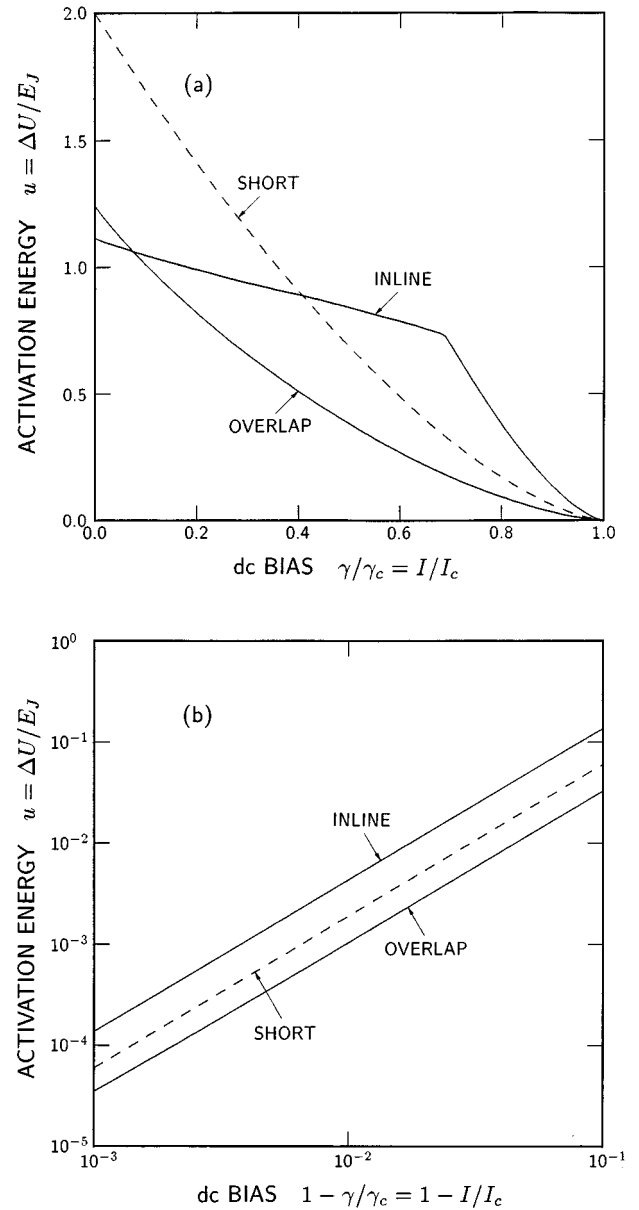 2.0
(a)
1.5
SHORT
1.0
INLINE
0.5
OVERLAP
0.0
0.0 0.2 0.4 0.6 0.8 1.0
ACTIVATION ENERGY u = ΔU/E_J
dc BIAS γ/γ_c = I/I_c
10^0
(b)
10^-1
INLINE
10^-2
OVERLAP
10^-3
SHORT
10^-4
10^-5
10^-3 10^-2 10^-1
ACTIVATION ENERGY u = ΔU/E_J
dc BIAS 1 − γ/γ_c = 1 − I/I_c